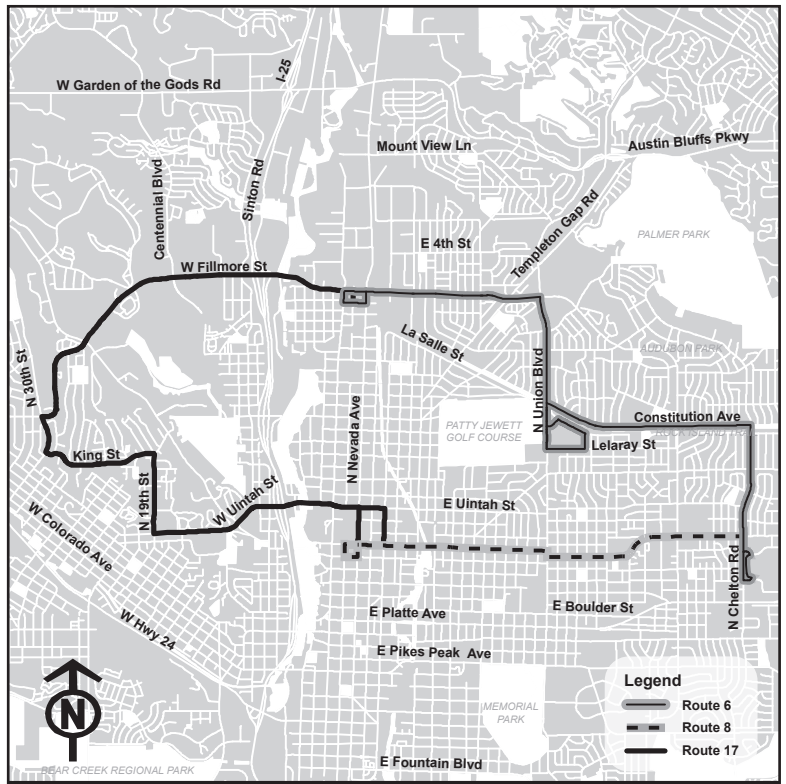 I-25
W Garden of the Gods Rd
Austin Bluffs Pkwy
Mount View Ln
Centennial Blvd
Sinton Rd
Templeton Gap Rd
PALMER PARK
E 4th St
W Fillmore St
La Salle St
AUDUBON PARK
N 30th St
N Union Blvd
N Nevada Ave
Constitution Ave
PATTY JEWETT
GOLF COURSE
ROCK ISLAND TRAIL
Lelaray St
King St
N 19th St
W Uintah St
E Uintah St
W Colorado Ave
N Chelton Rd
E Boulder St
E Platte Ave
W Hwy 24
E Pikes Peak Ave
Legend
Route 6
Route 8
Route 17
MEMORIAL
PARK
N
E Fountain Blvd
BEAR CREEK REGIONAL PARK